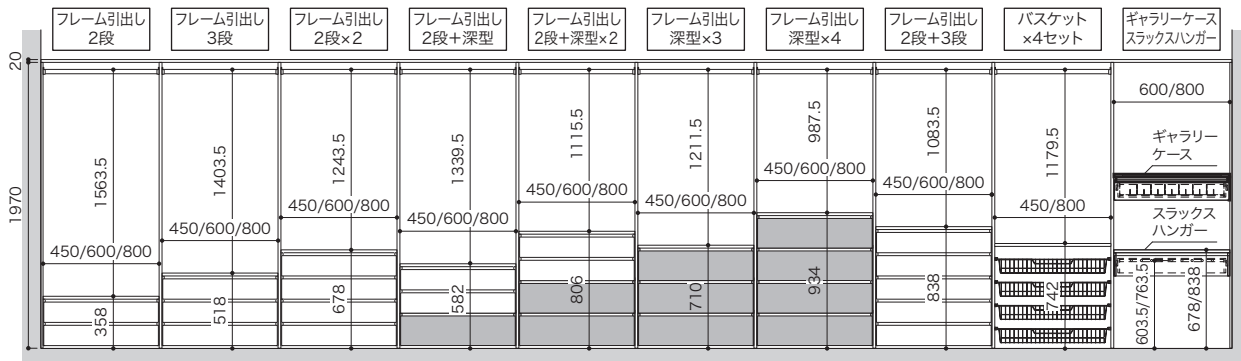 フレーム引出し
2段
フレーム引出し
3段
フレーム引出し
2段×2
フレーム引出し
2段＋深型
フレーム引出し
2段＋深型×2
フレーム引出し
深型×3
フレーム引出し
深型×4
フレーム引出し
2段＋3段
バスケット
×4セット
ギャラリーケース
スラックスハンガー
20
1970
1563.5
450/600/800
358
1403.5
450/600/800
518
1243.5
450/600/800
678
1339.5
450/600/800
582
1115.5
450/600/800
806
1211.5
450/600/800
710
987.5
450/600/800
934
1083.5
450/600/800
838
1179.5
450/800
742
600/800
ギャラリー
ケース
スラックス
ハンガー
603.5/763.5
678/838